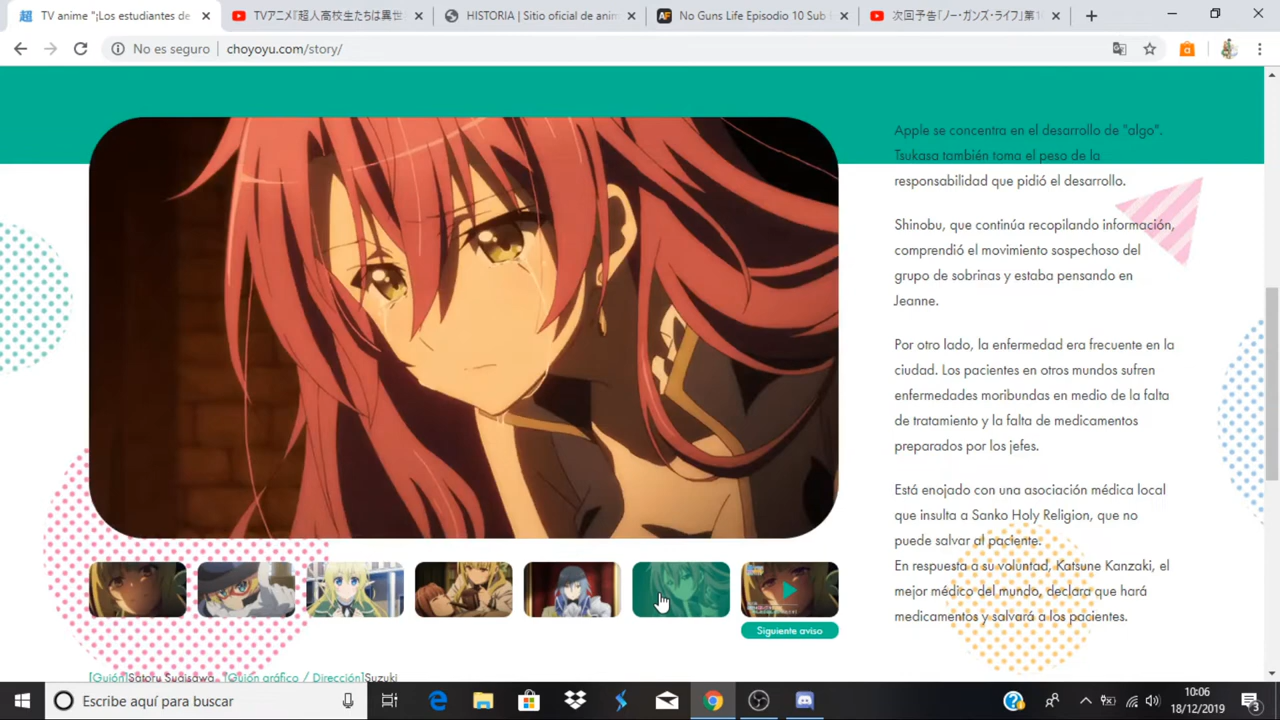 TV anime "¡Los estudiantes de
TVアニメ『超人高校生たちは異世
HISTORIA | Sitio oficial de anim
No Guns Life Episodio 10 Sub
次回予告「ノー・ガンズ・ライフ」第1
No es seguro
choyoyu.com/story/
Apple se concentra en el desarrollo de "algo".
Tsukasa también toma el peso de la
responsabilidad que pidió el desarrollo.
Shinobu, que continúa recopilando información,
comprendió el movimiento sospechoso del
grupo de sobrinas y estaba pensando en
Jeanne.
Por otro lado, la enfermedad era frecuente en la
ciudad. Los pacientes en otros mundos sufren
enfermedades moribundas en medio de la falta
de tratamiento y la falta de medicamentos
preparados por los jefes.
Está enojado con una asociación médica local
que insulta a Sanko Holy Religion, que no
puede salvar al paciente.
En respuesta a su voluntad, Katsune Kanzaki, el
mejor médico del mundo, declara que hará
medicamentos y salvará a los pacientes.
Siguiente aviso
[Guión]Satoru Sugisawa [Guión gráfico / Dirección]Suzuki
Escribe aquí para buscar
10:06
18/12/2019
3